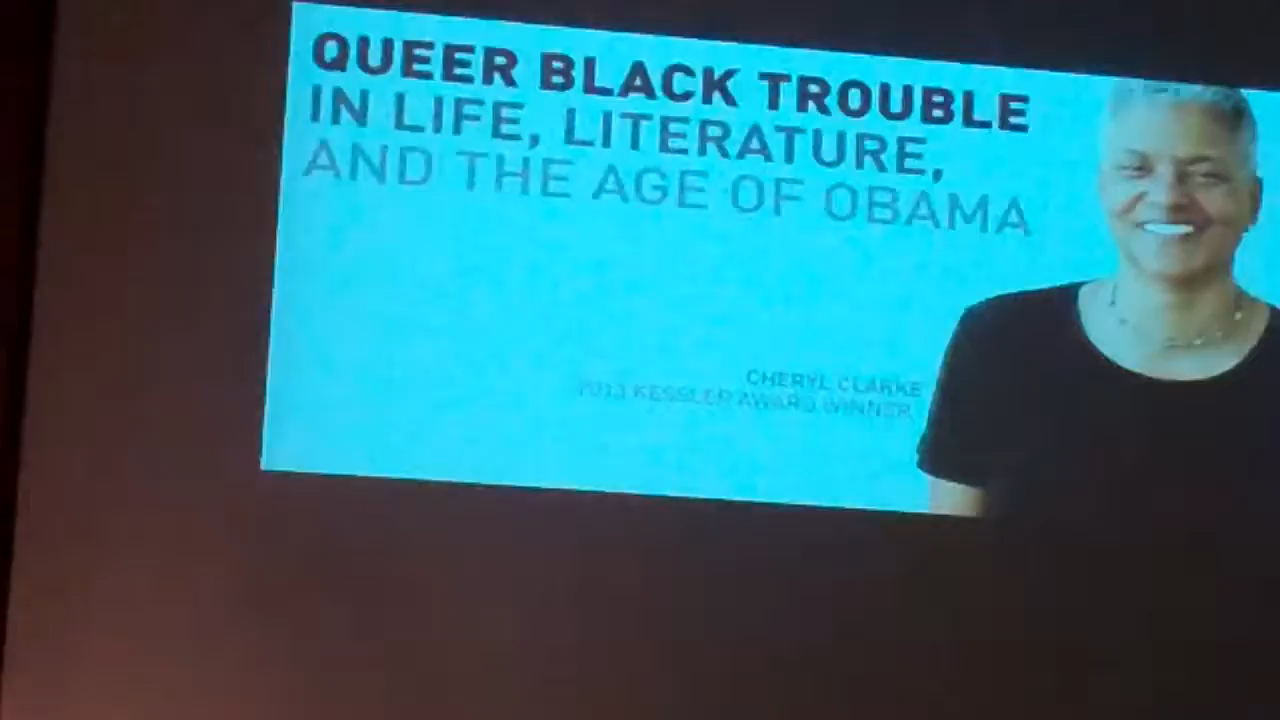 QUEER BLACK TROUBLE
IN LIFE, LITERATURE,
AND THE AGE OF OBAMA
CHERYL CLARKE
2013 KESSLER AWARD WINNER